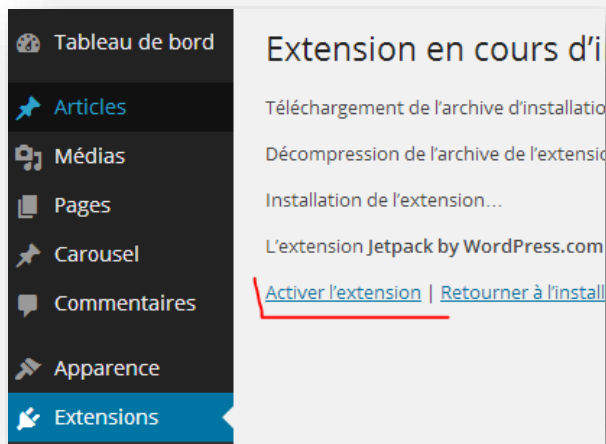 Tableau de bord
Articles
Médias
Pages
Carousel
Commentaires
Apparence
Extensions
Extension en cours d'i
Téléchargement de l'archive d'installatio
Décompression de l'archive de l'extensio
Installation de l'extension…
L'extension Jetpack by WordPress.com
Activer l'extension | Retourner à l'install